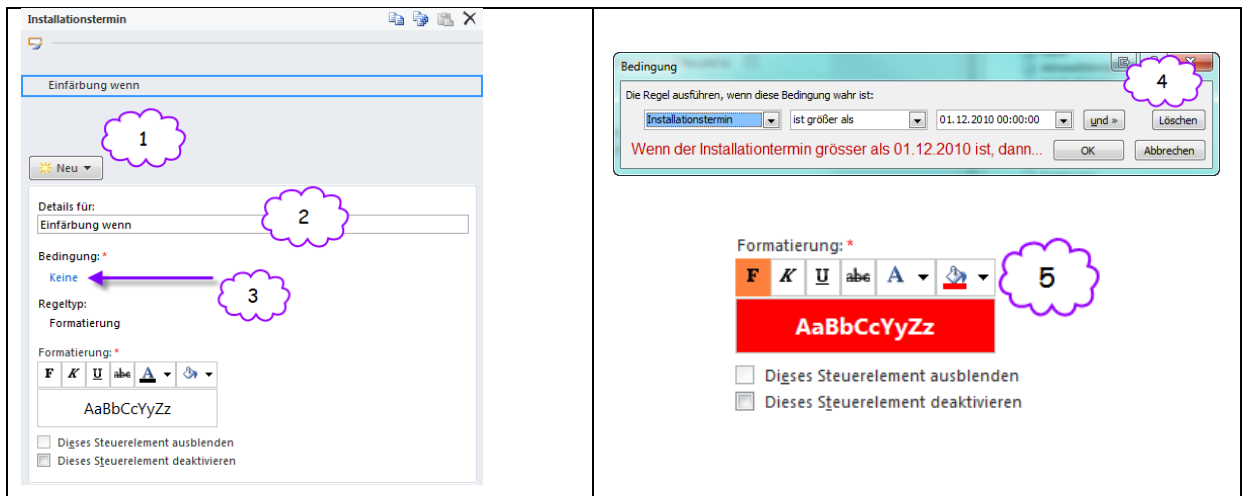 Installationstermin
Einfärbung wenn
1
Neu
Details für:
2
Einfärbung wenn
Bedingung: *
Keine
3
Regeltyp:
Formatierung
Formatierung: *
F K U abc A
AaBbCcYyZz
Dieses Steuerelement ausblenden
Dieses Steuerelement deaktivieren
Bedingung
4
Die Regel ausführen, wenn diese Bedingung wahr ist:
Installationstermin ist größer als 01.12.2010 00:00:00 und » Löschen
Wenn der Installationtermin grösser als 01.12.2010 ist, dann... OK Abbrechen
Formatierung: *
F K U abc A
5
AaBbCcYyZz
Dieses Steuerelement ausblenden
Dieses Steuerelement deaktivieren